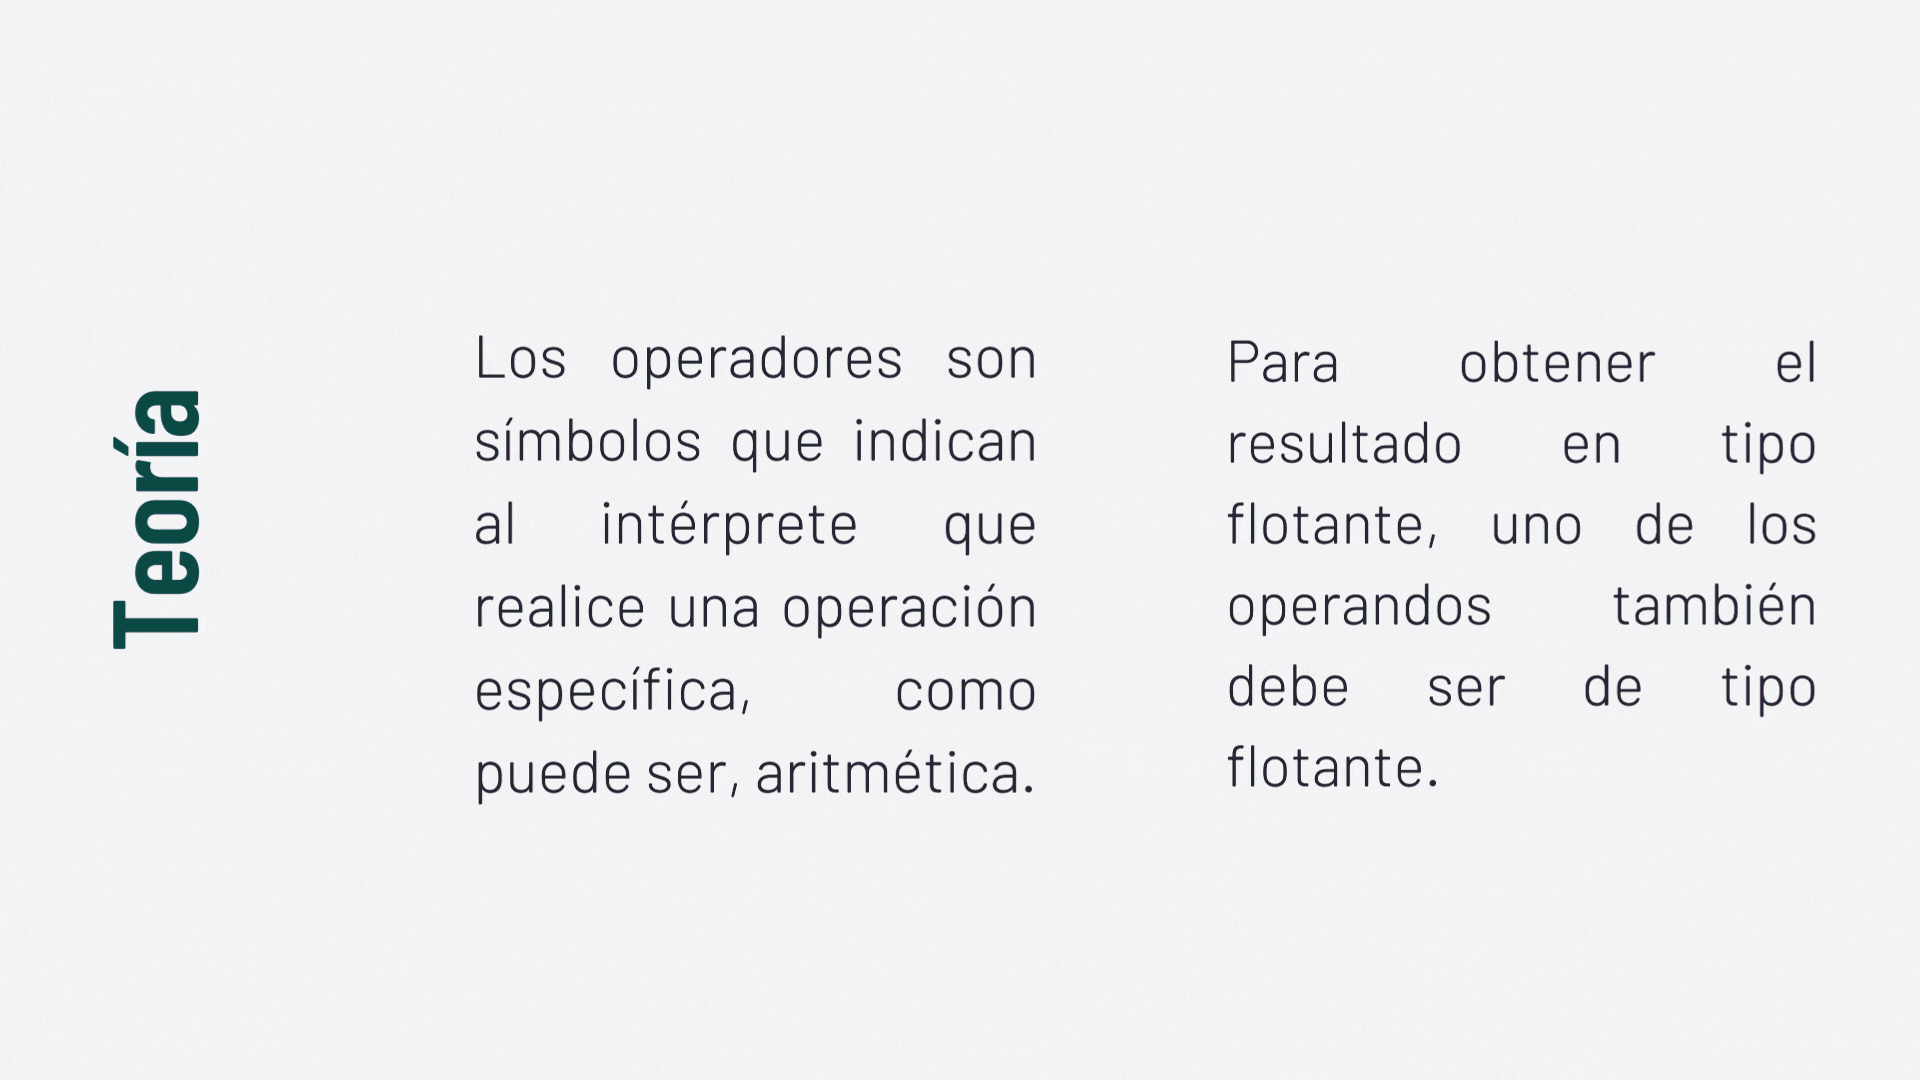 Teoría
Los operadores son
símbolos que indican
al intérprete que
realice una operación
específica, como
puede ser, aritmética.
Para obtener el
resultado en tipo
flotante, uno de los
operandos también
debe ser de tipo
flotante.